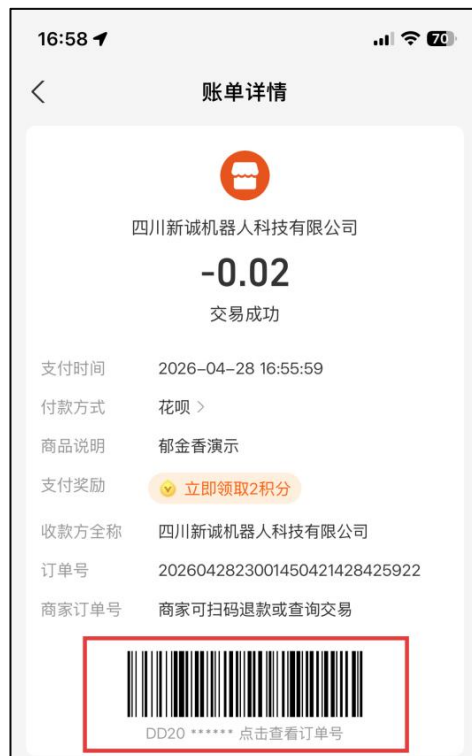 16:58
70
账单详情
四川新诚机器人科技有限公司
-0.02
交易成功
支付时间 2026-04-28 16:55:59
付款方式 花呗 >
商品说明 郁金香演示
支付奖励 立即领取2积分
收款方全称 四川新诚机器人科技有限公司
订单号 2026042823001450421428425922
商家订单号 商家可扫码退款或查询交易
DD20 ****** 点击查看订单号